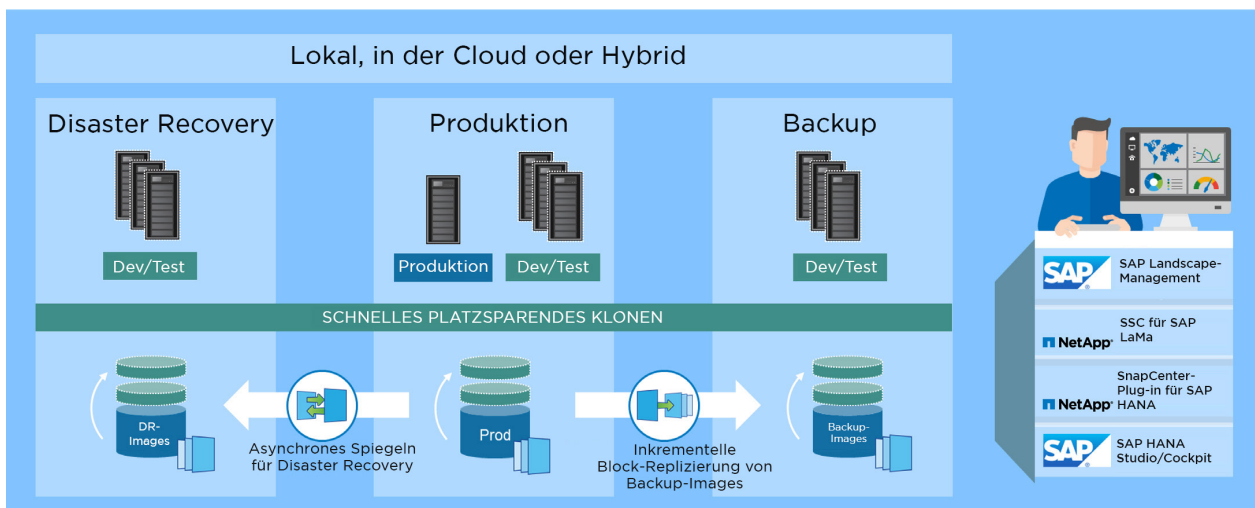 Lokal, in der Cloud oder Hybrid
Disaster Recovery
Produktion
Backup
Dev/Test
Produktion
Dev/Test
Dev/Test
SCHNELLES PLATZSPARENDES KLONEN
DR-
Images
Asynchrones Spiegeln
für Disaster Recovery
Prod
Inkrementelle
Block-Replizierung von
Backup-Images
Backup-
Images
SAP
SAP Landscape-
Management
NetApp
SSC für SAP
LaMa
NetApp
SnapCenter-
Plug-in für SAP
HANA
SAP
SAP HANA
Studio/Cockpit